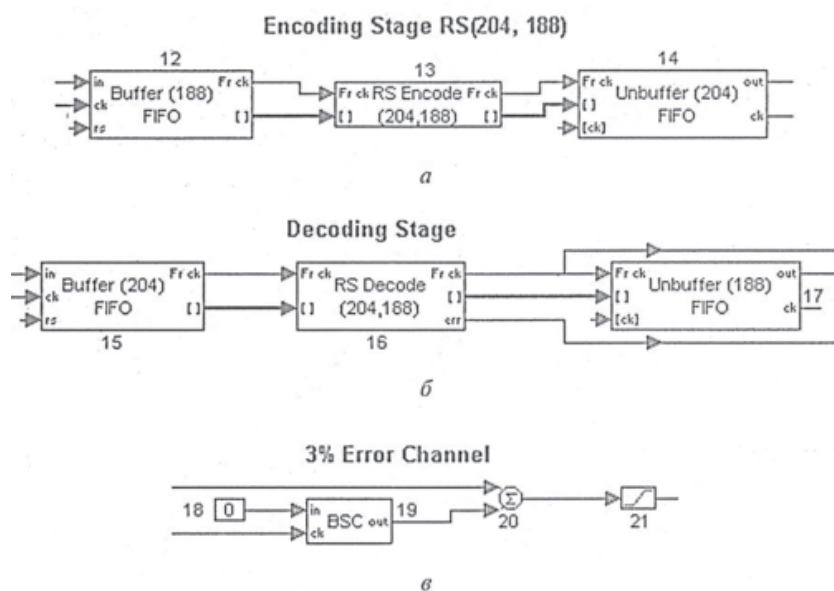 Encoding Stage RS(204, 188)
12
13
14
in
ck
rs
Buffer (188)
FIFO
Fr ck
[ ]
Fr ck
[ ]
RS Encode
(204,188)
Fr ck
[ ]
Fr ck
[ ]
[ck]
Unbuffer (204)
FIFO
out
ck
а
Decoding Stage
in
ck
rs
Buffer (204)
FIFO
Fr ck
[ ]
15
Fr ck
[ ]
RS Decode
(204,188)
Fr ck
[ ]
err
16
Fr ck
[ ]
[ck]
Unbuffer (188)
FIFO
out
ck
17
б
3% Error Channel
18
0
in
ck
BSC
out
19
Σ
20
21
в